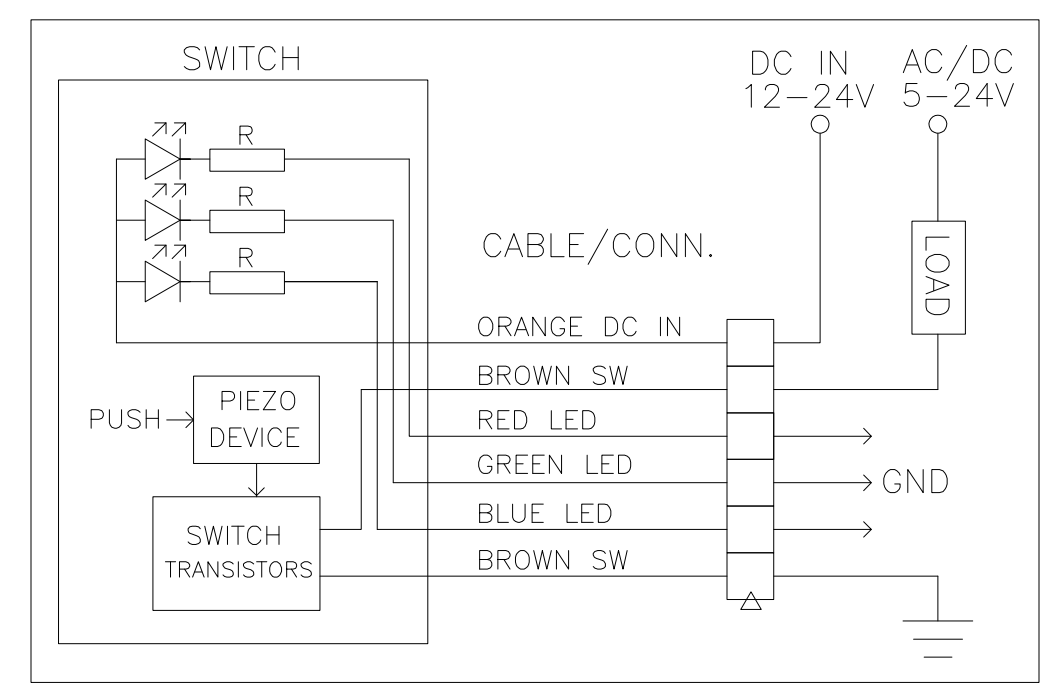 SWITCH
DC IN
12-24V
AC/DC
5-24V
R
R
R
CABLE/CONN.
LOAD
ORANGE DC IN
BROWN SW
RED LED
GREEN LED
BLUE LED
BROWN SW
GND
PUSH
PIEZO
DEVICE
SWITCH
TRANSISTORS